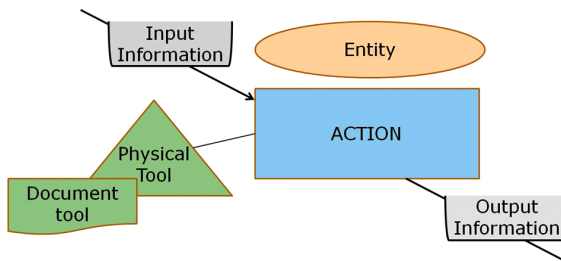 Input
Information
Entity
ACTION
Physical
Tool
Document
tool
Output
Information